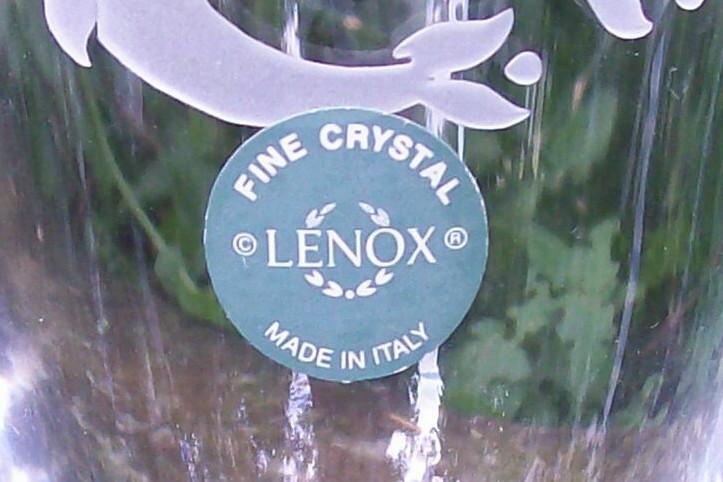 FINE CRYSTAL
© LENOX ®
MADE IN ITALY